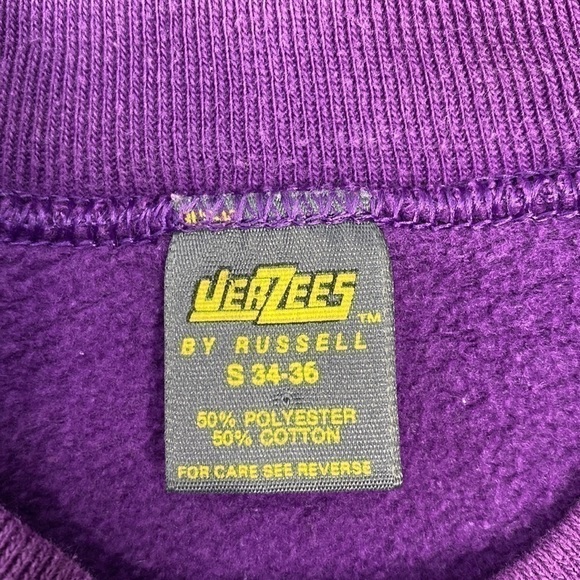 JERZEES TM
BY RUSSELL
S 34-36
50% POLYESTER
50% COTTON
FOR CARE SEE REVERSE